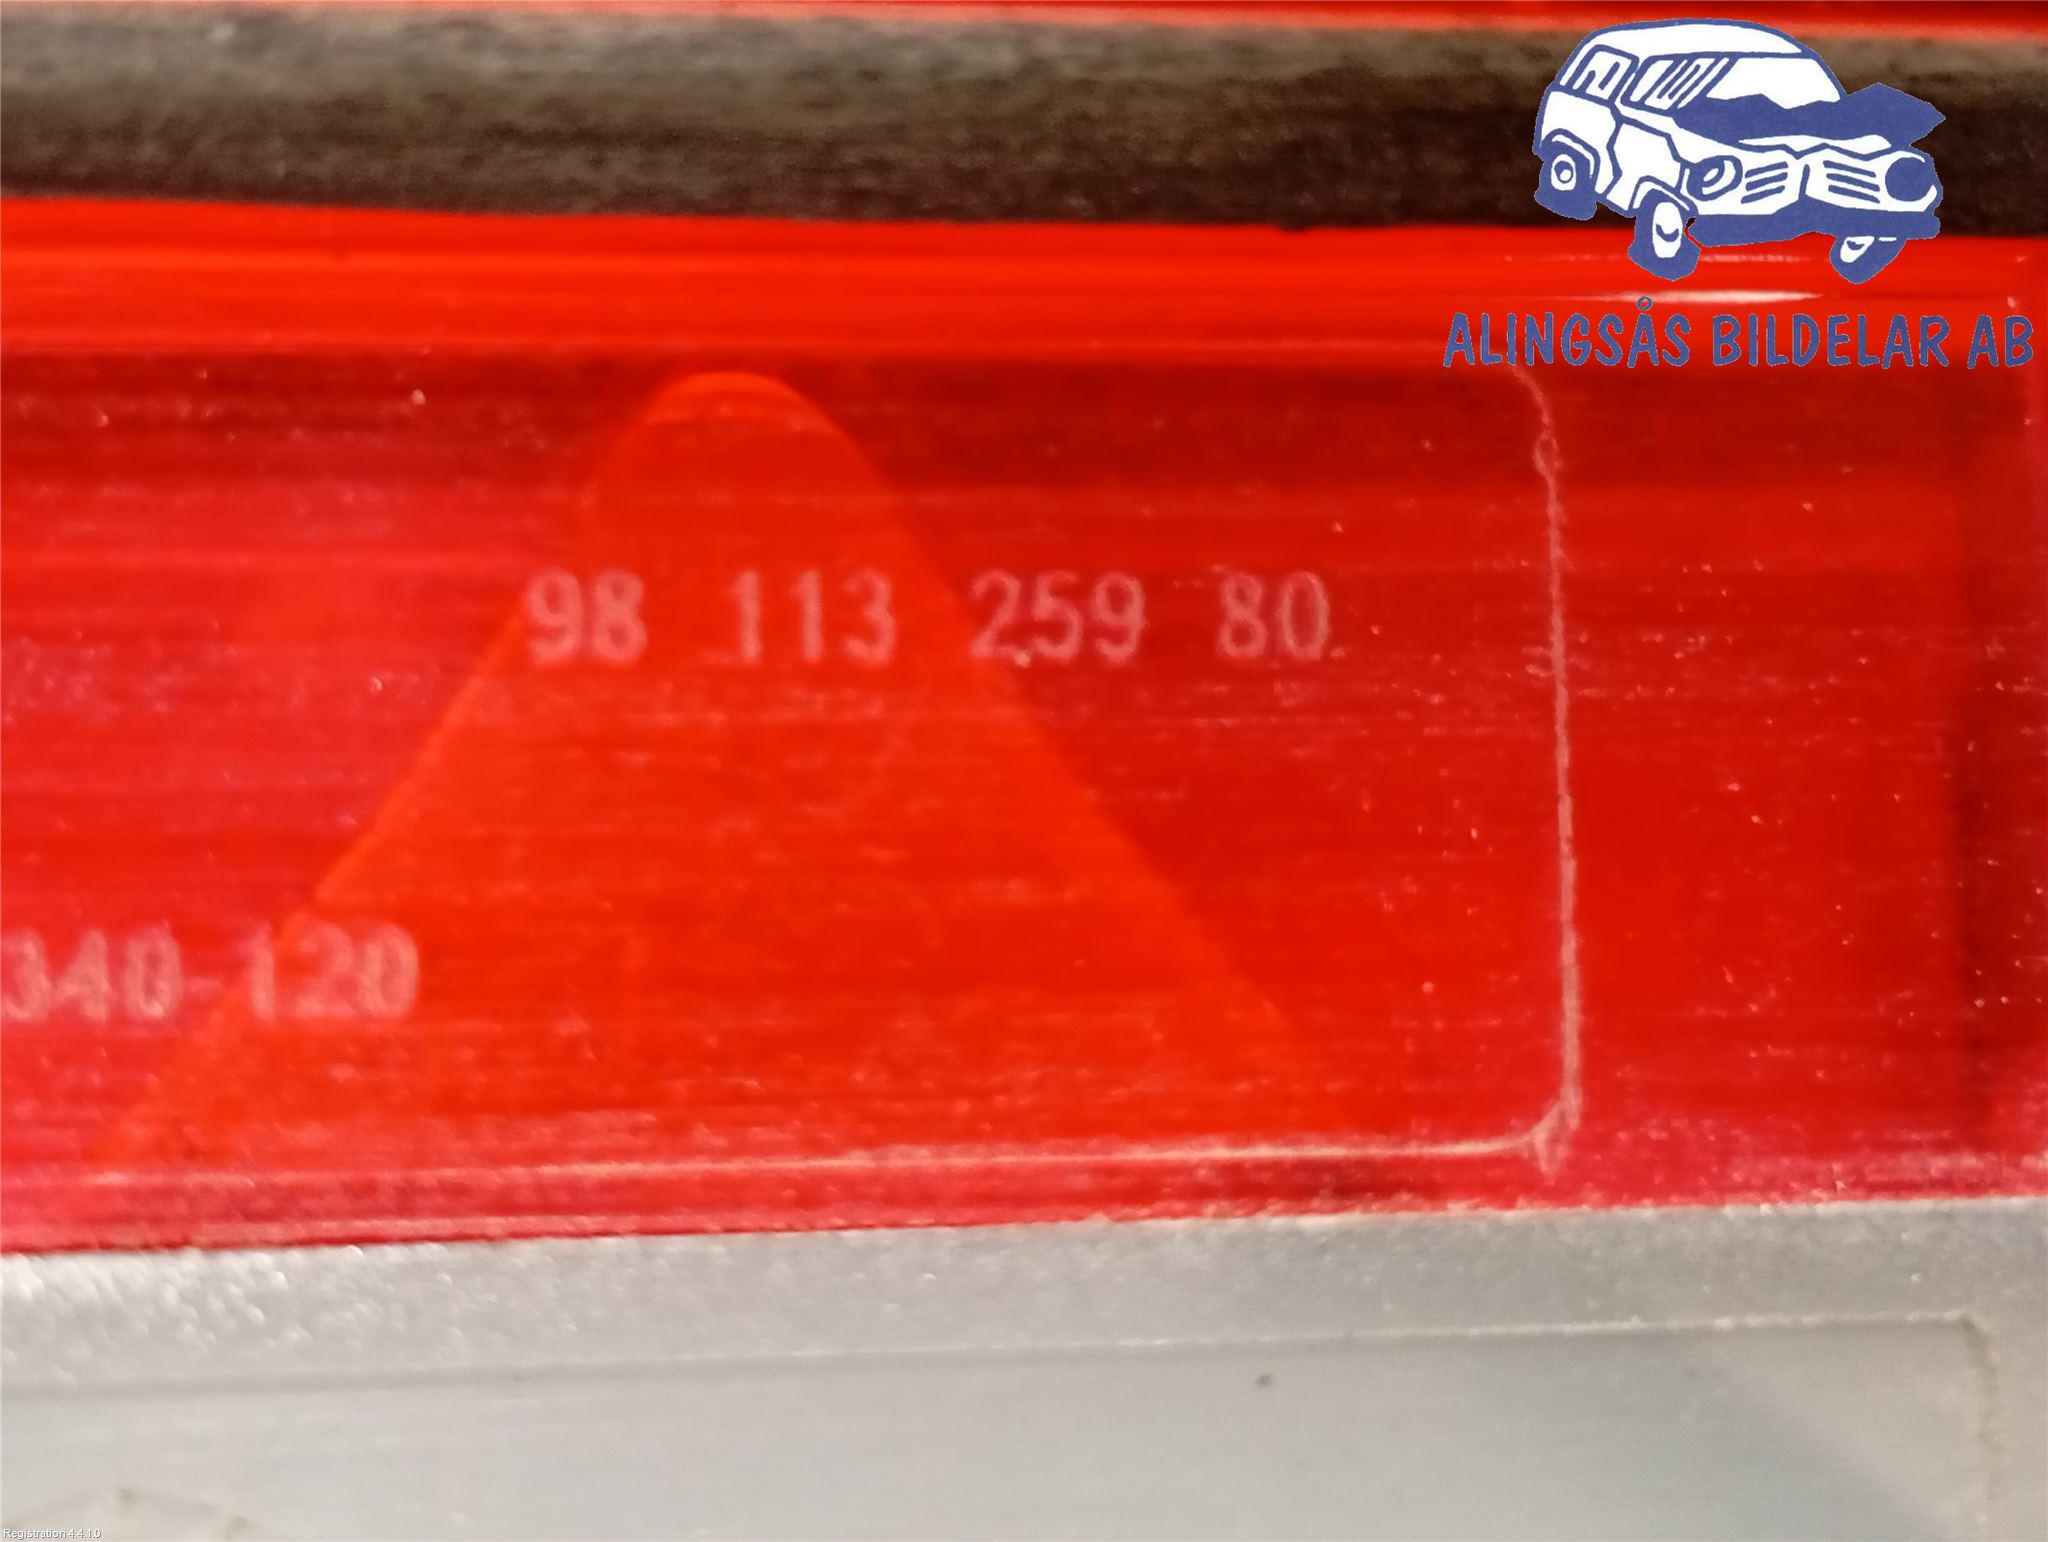 ALINGSÅS BILDELAR AB
98 113 259 80
340-120
Registration 4.4.1.0